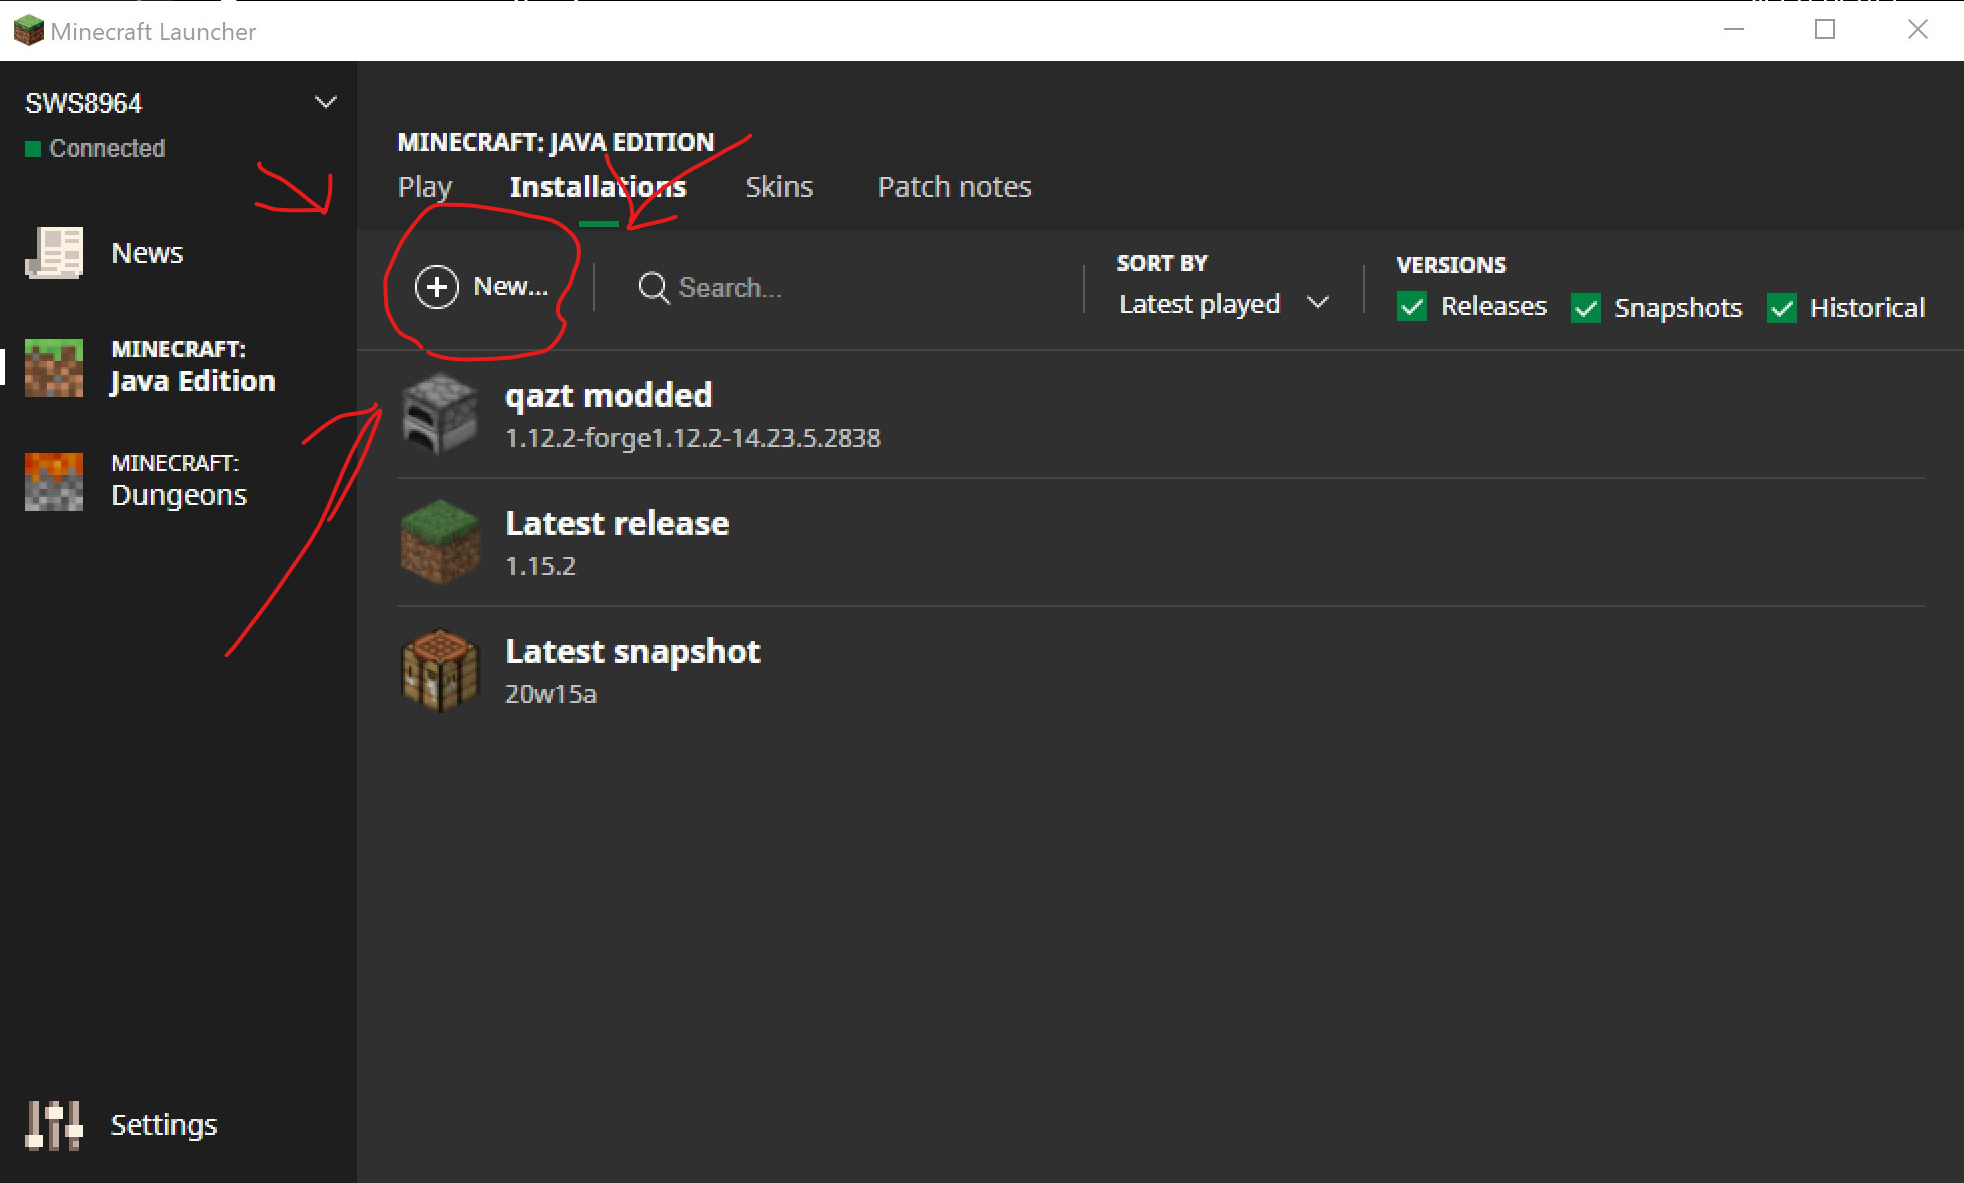 Minecraft Launcher
SWS8964
Connected
News
MINECRAFT:
Java Edition
MINECRAFT:
Dungeons
Settings
MINECRAFT: JAVA EDITION
Play Installations Skins Patch notes
New... Search...
SORT BY
Latest played
VERSIONS
Releases Snapshots Historical
qazt modded
1.12.2-forge1.12.2-14.23.5.2838
Latest release
1.15.2
Latest snapshot
20w15a